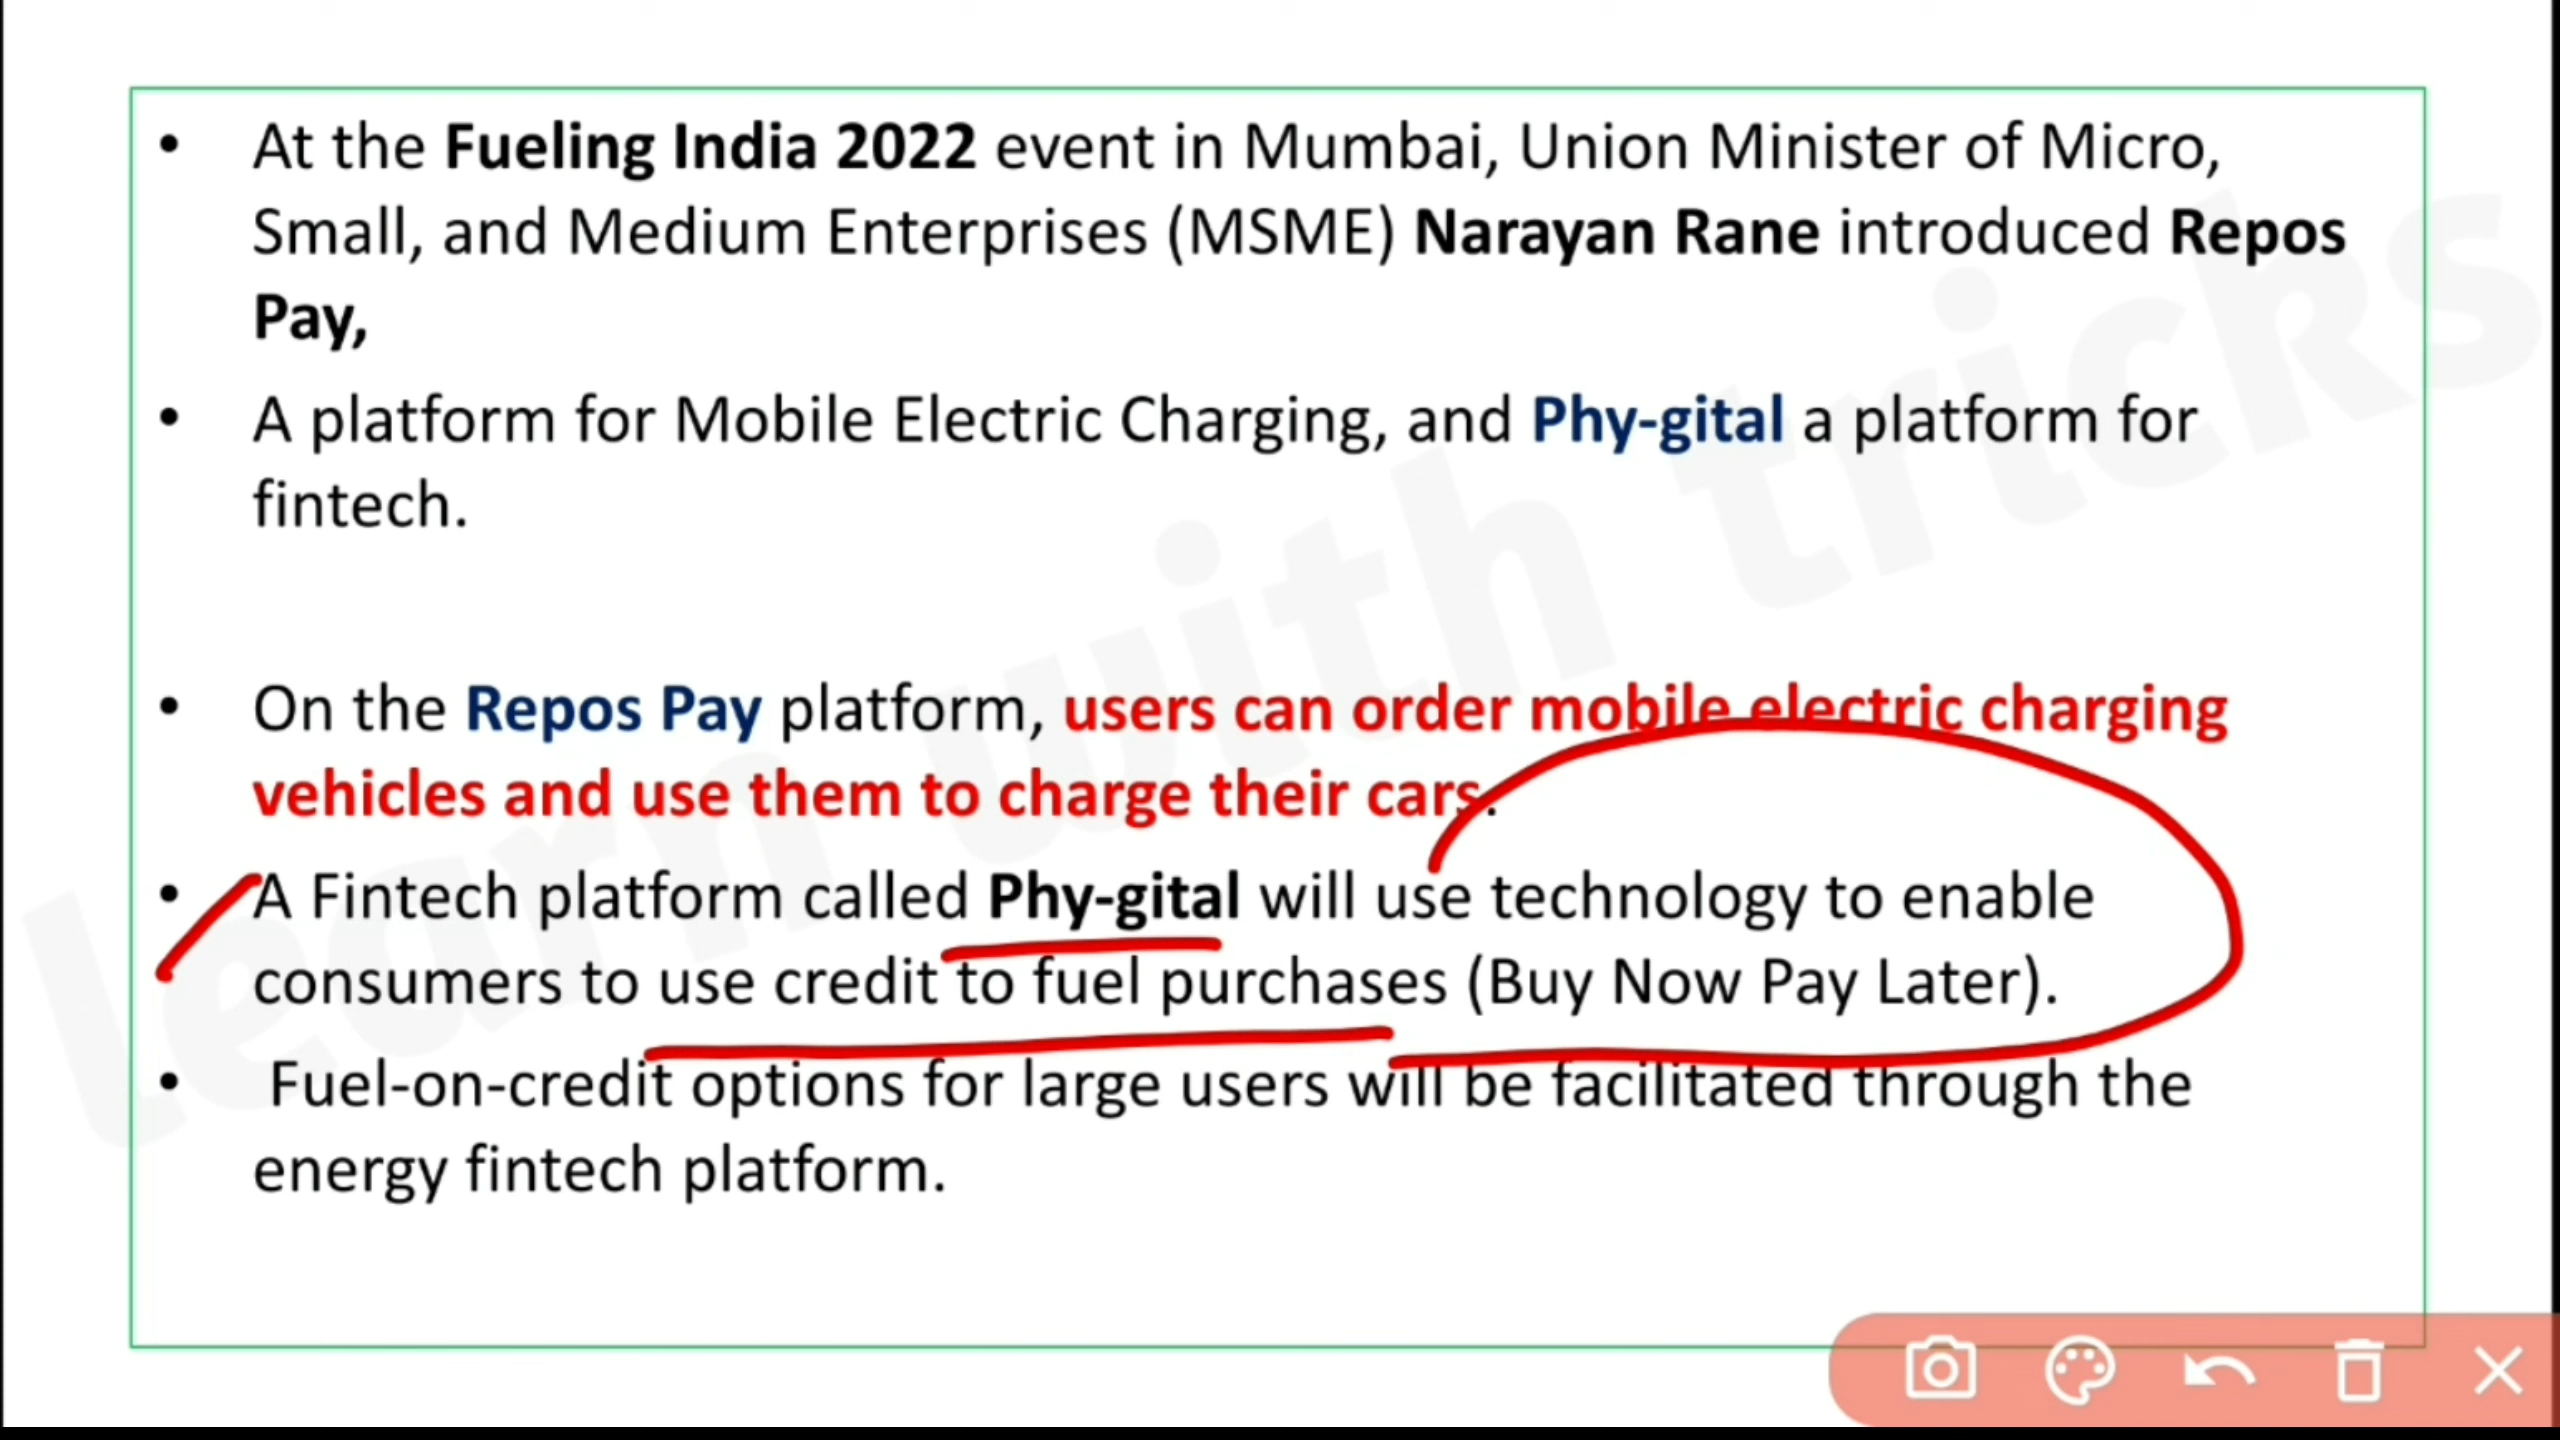 • At the Fueling India 2022 event in Mumbai, Union Minister of Micro,
Small, and Medium Enterprises (MSME) Narayan Rane introduced Repos
Pay,
• A platform for Mobile Electric Charging, and Phy-gital a platform for
fintech.
• On the Repos Pay platform, users can order mobile electric charging
vehicles and use them to charge their cars.
• A Fintech platform called Phy-gital will use technology to enable
consumers to use credit to fuel purchases (Buy Now Pay Later).
• Fuel-on-credit options for large users will be facilitated through the
energy fintech platform.
learn with tricks